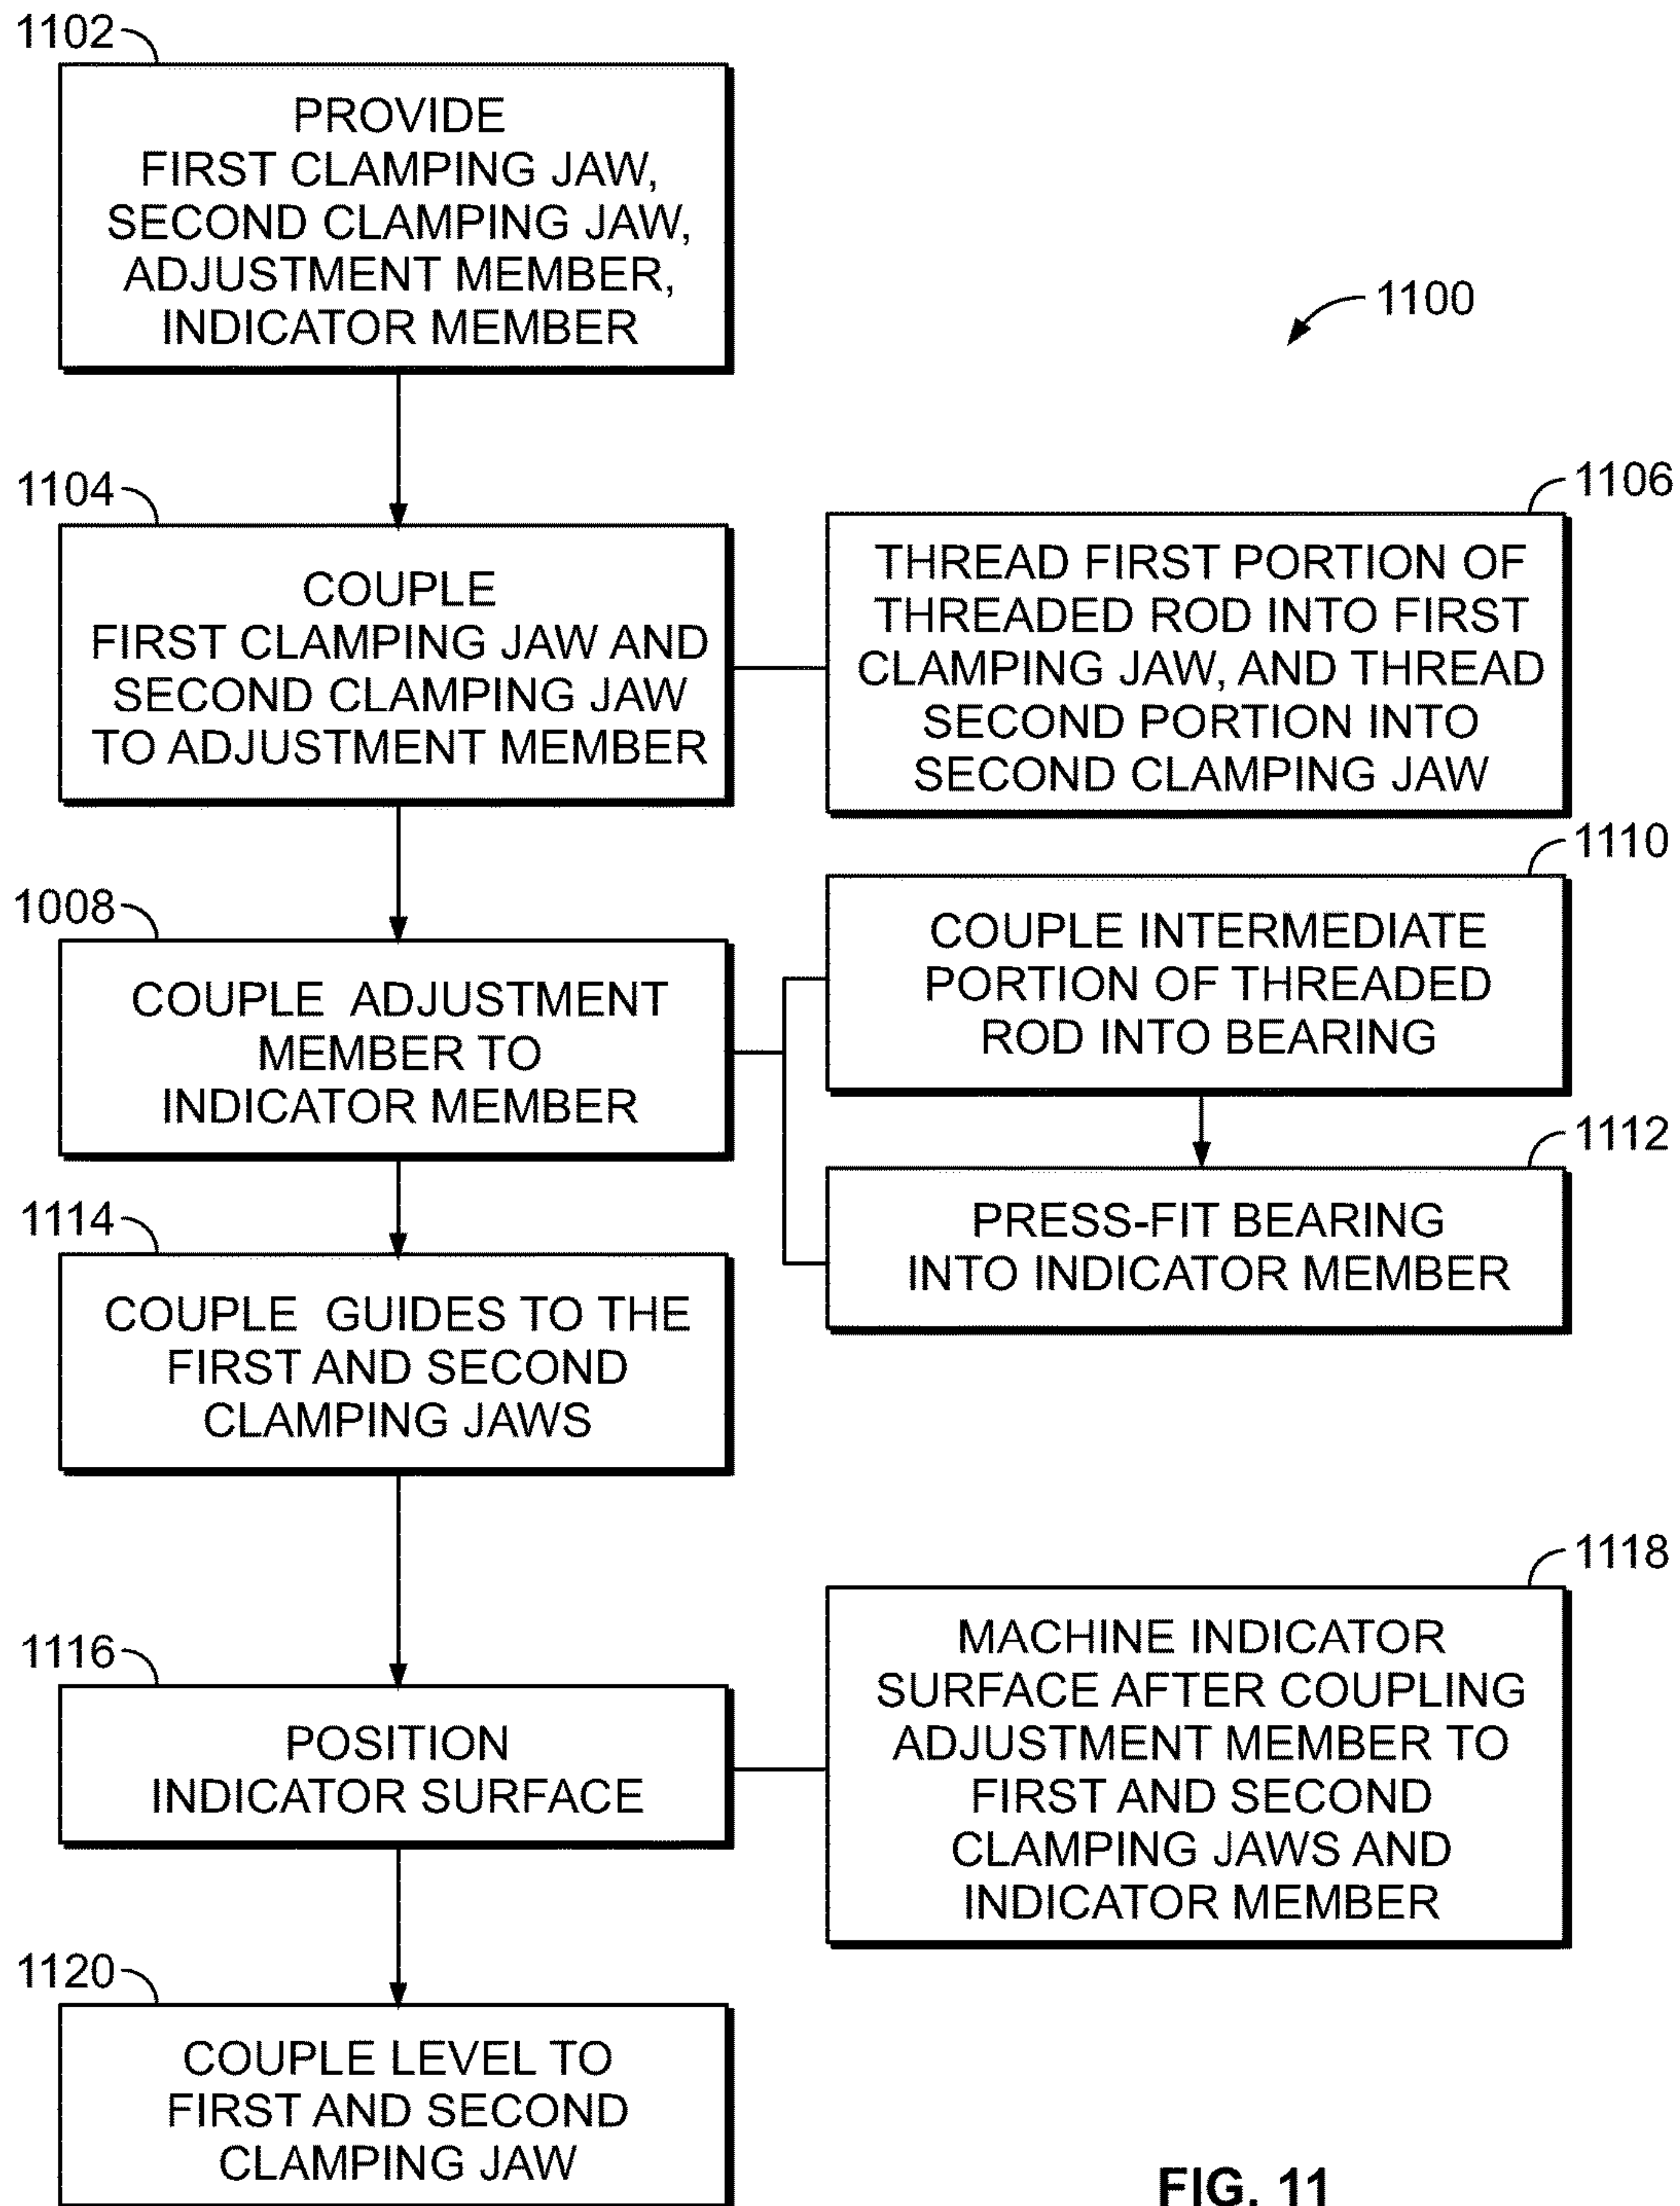 1102
PROVIDE
FIRST CLAMPING JAW,
SECOND CLAMPING JAW,
ADJUSTMENT MEMBER,
INDICATOR MEMBER
1100
1104
COUPLE
FIRST CLAMPING JAW AND
SECOND CLAMPING JAW
TO ADJUSTMENT MEMBER
1106
THREAD FIRST PORTION OF
THREADED ROD INTO FIRST
CLAMPING JAW, AND THREAD
SECOND PORTION INTO
SECOND CLAMPING JAW
1008
COUPLE ADJUSTMENT
MEMBER TO
INDICATOR MEMBER
1110
COUPLE INTERMEDIATE
PORTION OF THREADED
ROD INTO BEARING
1112
PRESS-FIT BEARING
INTO INDICATOR MEMBER
1114
COUPLE GUIDES TO THE
FIRST AND SECOND
CLAMPING JAWS
1116
POSITION
INDICATOR SURFACE
1118
MACHINE INDICATOR
SURFACE AFTER COUPLING
ADJUSTMENT MEMBER TO
FIRST AND SECOND
CLAMPING JAWS AND
INDICATOR MEMBER
1120
COUPLE LEVEL TO
FIRST AND SECOND
CLAMPING JAW
FIG. 11